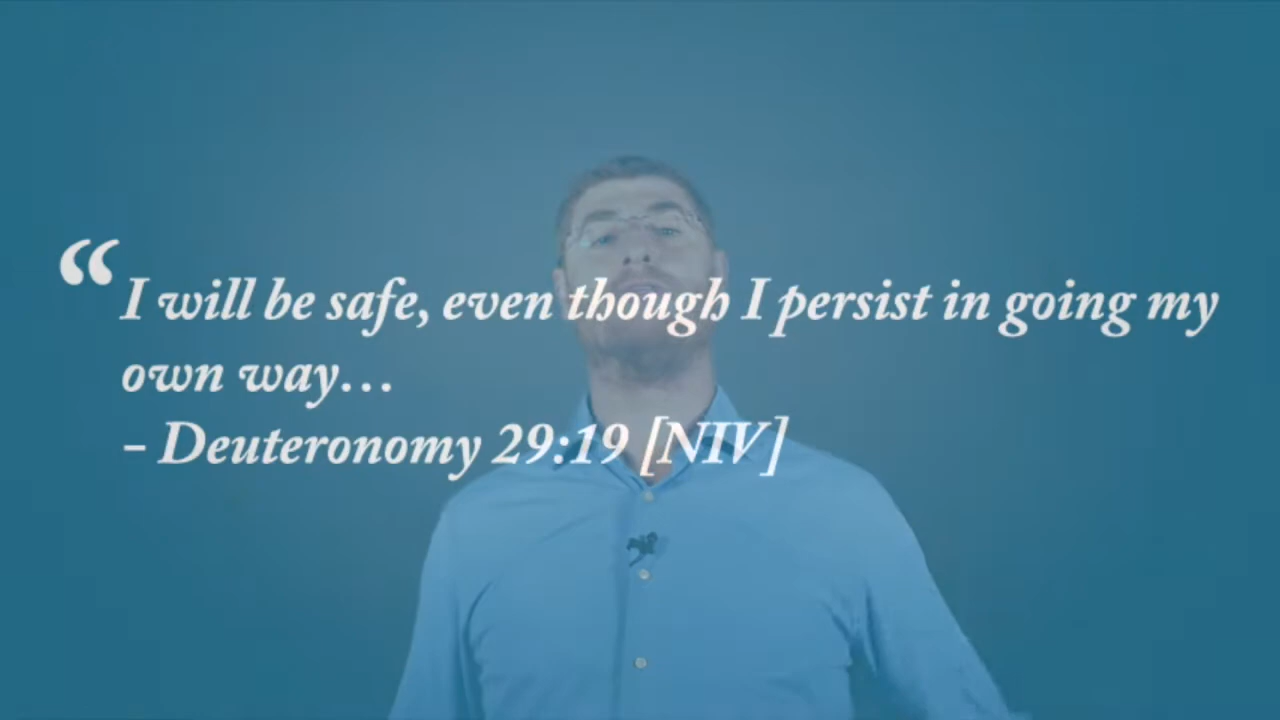 “I will be safe, even though I persist in going my
own way...
– Deuteronomy 29:19 [NIV]